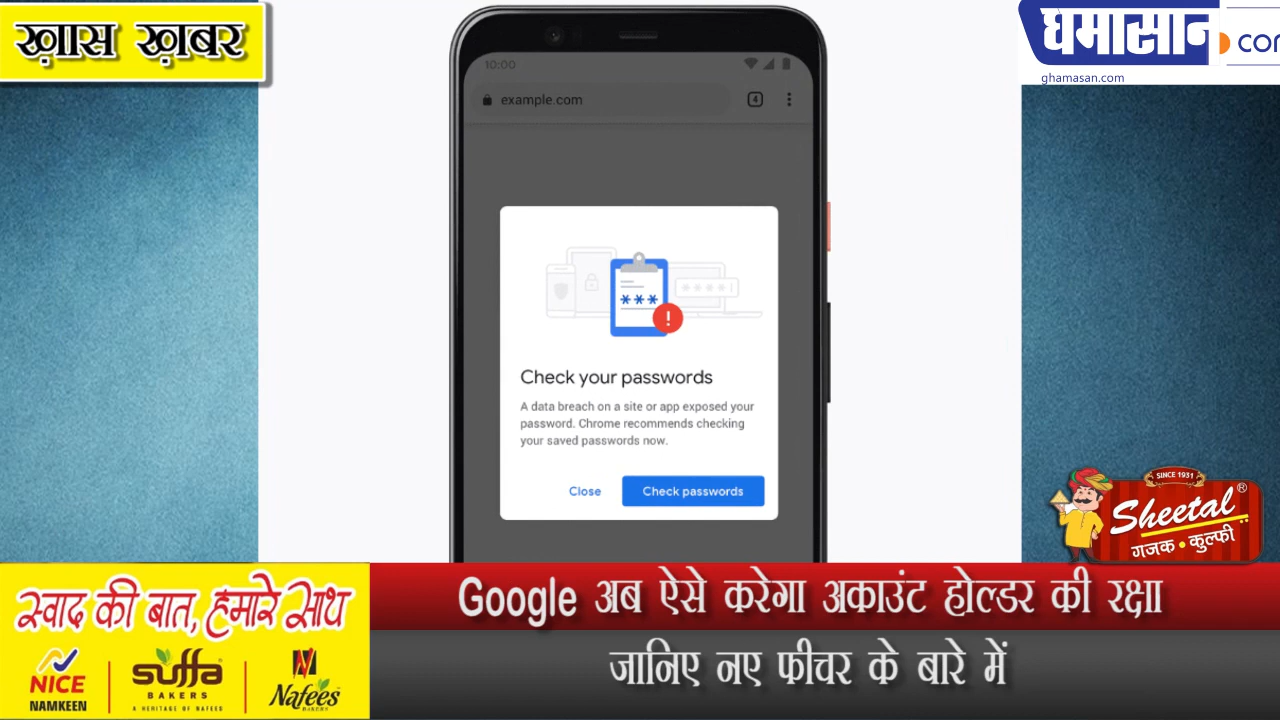 ख़ास ख़बर
घमासान
.com
ghamasan.com
10:00
example.com
4
***
!
Check your passwords
A data breach on a site or app exposed your
password. Chrome recommends checking
your saved passwords now.
Close
Check passwords
SINCE 1931
Sheetal®
गजक • कुल्फी
स्वाद की बात, हमारे साथ
NICE
NAMKEEN
suffa
BAKERS
A HERITAGE OF NAFEES
N
Nafees
BAKERY
Google अब ऐसे करेगा अकाउंट होल्डर की रक्षा
जानिए नए फीचर के बारे में